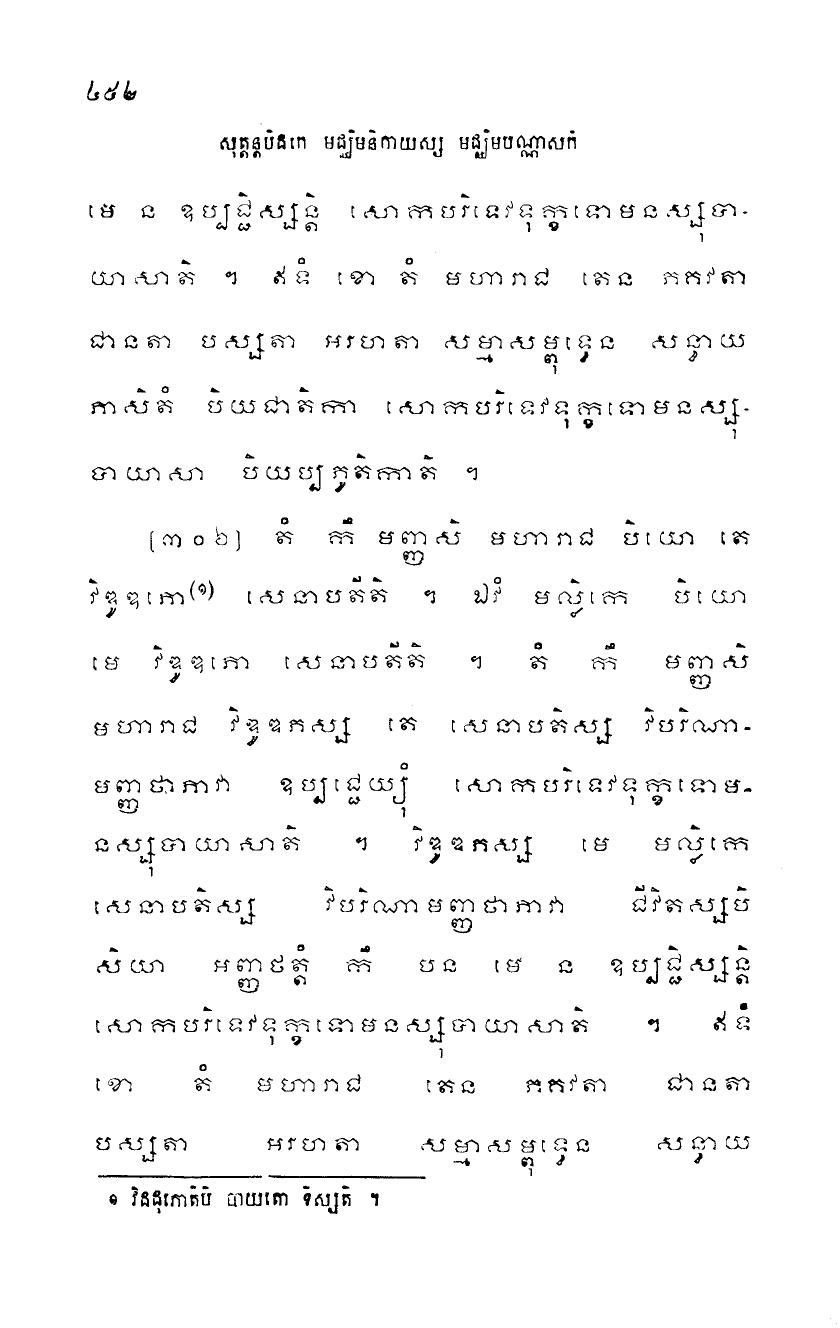 ៤៥២
សុត្តន្តបិដកេ មជ្ឈិមនិកាយស្ស មជ្ឈិមបណ្ណាសកំ
មេ ន ឧប្បជ្ជិស្សន្តិ សោកបរិទេវទុក្ខទោមនស្សុបា-
យាសាតិ ។ ឥទំ ខោ តំ មហារាជ តេន ភគវតា
ជានតា បស្សតា អរហតា សម្មាសម្ពុទ្ធេន សន្ធាយ
ភាសិតំ បិយជាតិកា សោកបរិទេវទុក្ខទោមនស្សុ-
បាយាសា បិយប្បភូតិកាតិ ។
[៣០៦] តំ កឹ មញ្ញសិ មហារាជ បិយោ តេ
វិឌូឌភោ(១) សេនាបតីតិ ។ ឯវំ មល្លិកេ បិយោ
មេ វិឌូឌភោ សេនាបតីតិ ។ តំ កឹ មញ្ញសិ
មហារាជ វិឌូឌភស្ស តេ សេនាបតិស្ស វិបរិណា-
មញ្ញថាភាវា ឧប្បជ្ជេយ្យុំ សោកបរិទេវទុក្ខទោម-
នស្សុបាយាសាតិ ។ វិឌូឌភស្ស មេ មល្លិកេ
សេនាបតិស្ស វិបរិណាមញ្ញថាភាវា ជីវិតស្សបិ
សិយា អញ្ញថត្តំ កឹ បន មេ ន ឧប្បជ្ជិស្សន្តិ
សោកបរិទេវទុក្ខទោមនស្សុបាយាសាតិ ។ ឥទំ
ខោ តំ មហារាជ តេន ភគវតា ជានតា
បស្សតា អរហតា សម្មាសម្ពុទ្ធេន សន្ធាយ
១ វិដដុភោតិបិ បាយតោ ទិស្សតិ ។